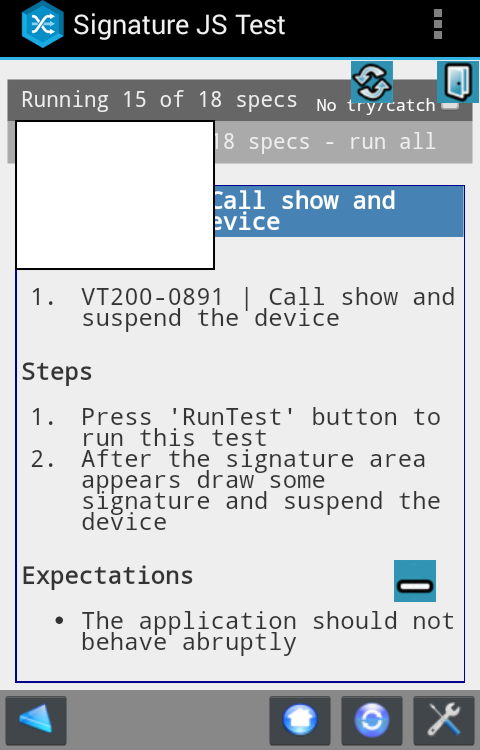 Signature JS Test
Running 15 of 18 specs
No try/catch
18 specs - run all
Call show and
evice
1. VT200-0891 | Call show and
suspend the device
Steps
1. Press 'RunTest' button to
run this test
2. After the signature area
appears draw some
signature and suspend the
device
Expectations
• The application should not
behave abruptly